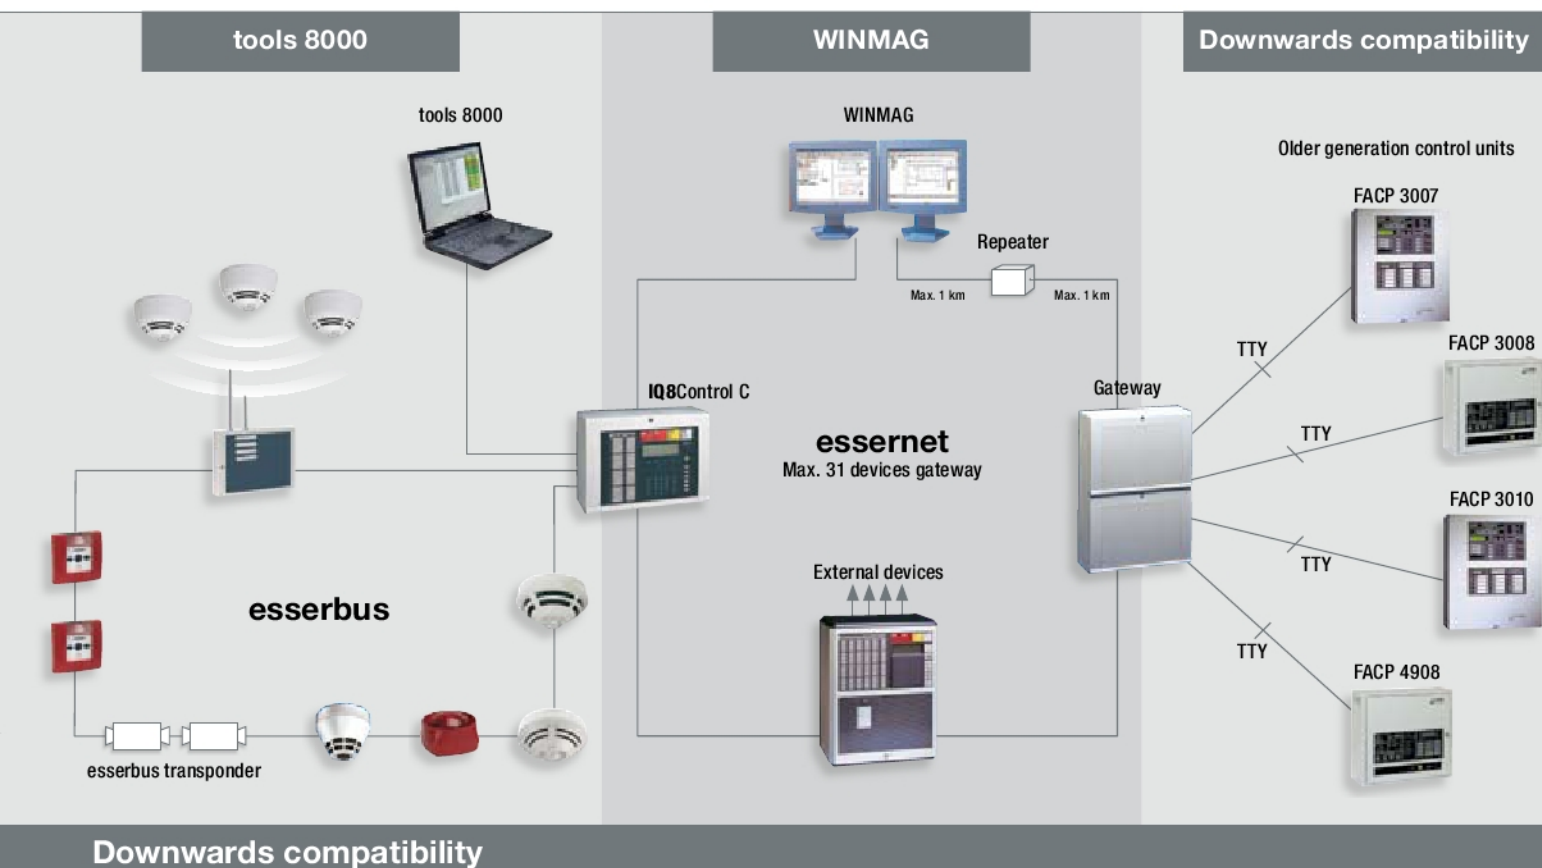 tools 8000
WINMAG
Downwards compatibility
tools 8000
WINMAG
Older generation control units
FACP 3007
Repeater
Max. 1 km
Max. 1 km
FACP 3008
TTY
IQ8Control C
Gateway
TTY
essernet
Max. 31 devices gateway
FACP 3010
TTY
External devices
esserbus
TTY
FACP 4908
esserbus transponder
Downwards compatibility